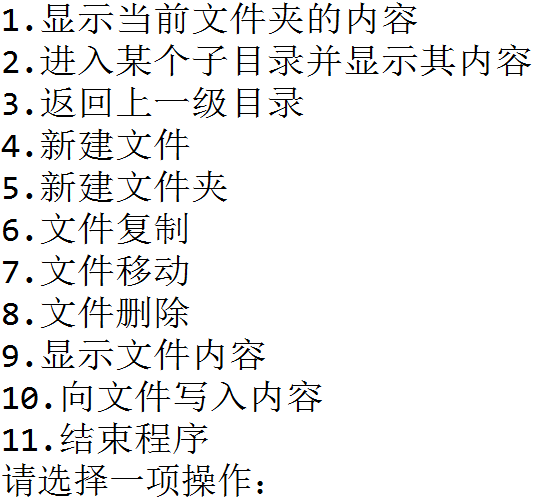 1.显示当前文件夹的内容
2.进入某个子目录并显示其内容
3.返回上一级目录
4.新建文件
5.新建文件夹
6.文件复制
7.文件移动
8.文件删除
9.显示文件内容
10.向文件写入内容
11.结束程序
请选择一项操作：